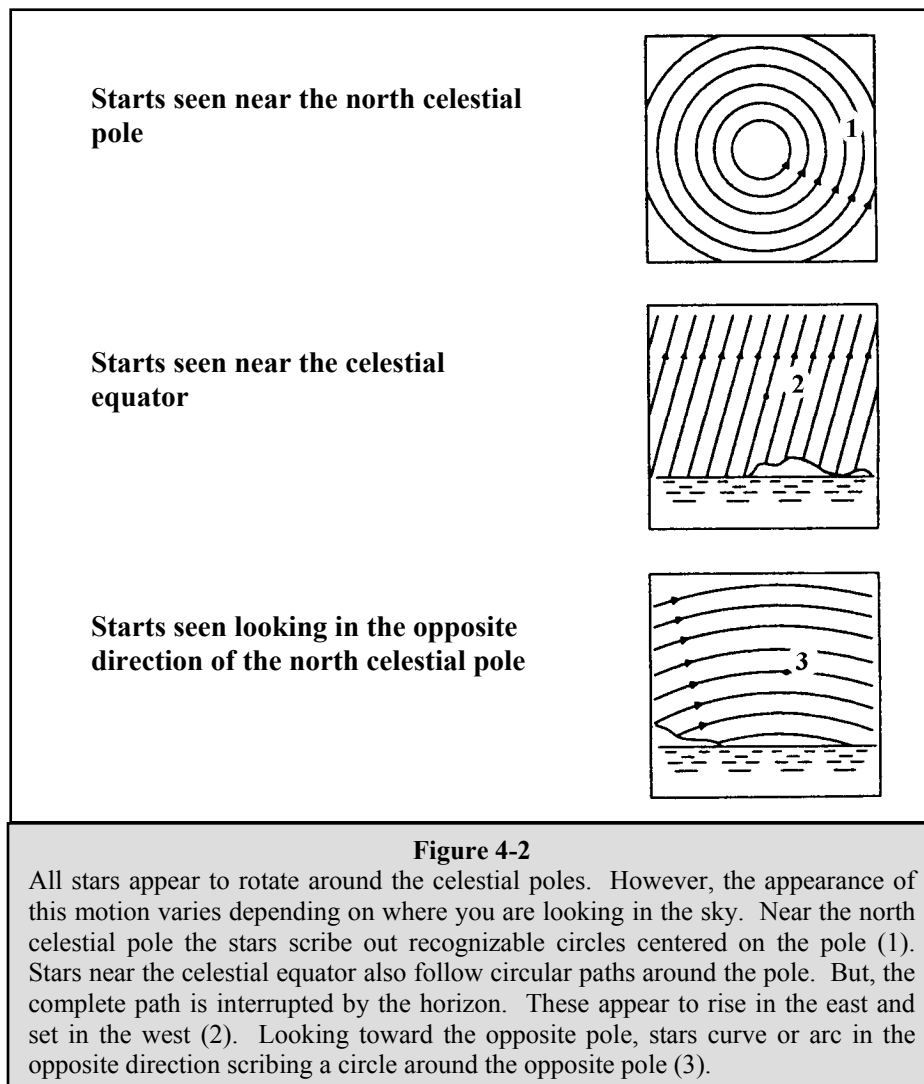 Starts seen near the north celestial
pole
1
Starts seen near the celestial
equator
2
Starts seen looking in the opposite
direction of the north celestial pole
3
Figure 4-2
All stars appear to rotate around the celestial poles. However, the appearance of
this motion varies depending on where you are looking in the sky. Near the north
celestial pole the stars scribe out recognizable circles centered on the pole (1).
Stars near the celestial equator also follow circular paths around the pole. But, the
complete path is interrupted by the horizon. These appear to rise in the east and
set in the west (2). Looking toward the opposite pole, stars curve or arc in the
opposite direction scribing a circle around the opposite pole (3).